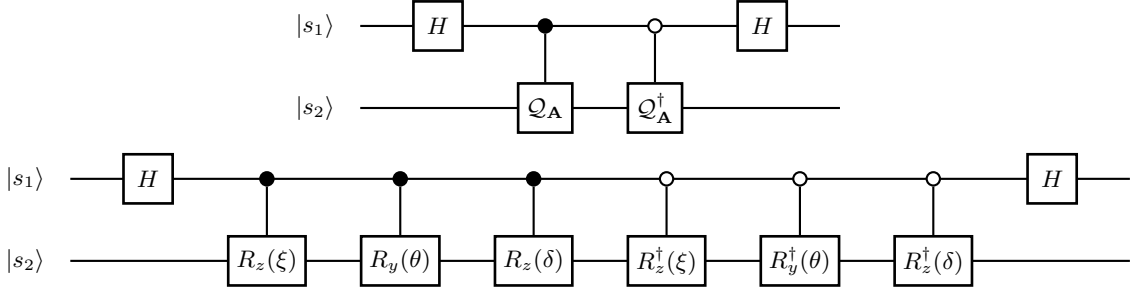 |s₁⟩ H H
|s₂⟩ 𝒬_𝐀 𝒬_𝐀^†
|s₁⟩ H H
|s₂⟩ R_z(ξ) R_y(θ) R_z(δ) R_z^†(ξ) R_y^†(θ) R_z^†(δ)